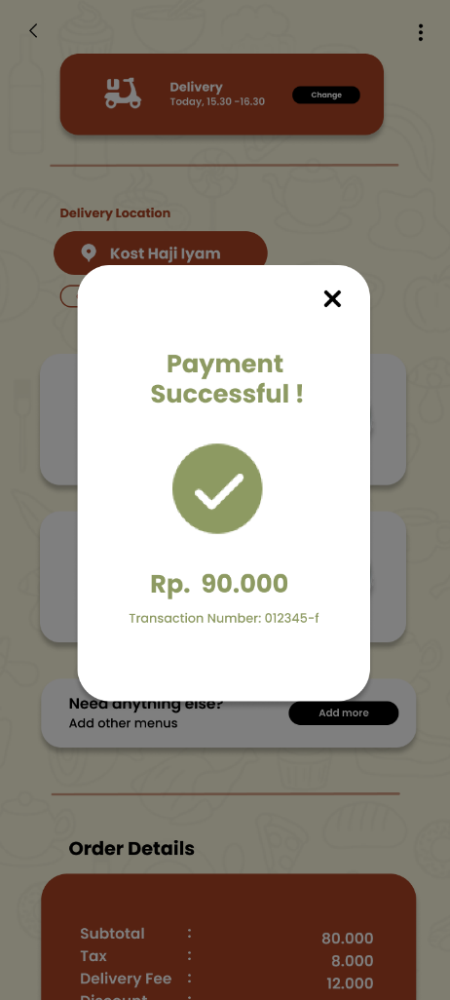 Delivery
Today, 15.30 -16.30
Change
Delivery Location
Kost Haji Iyam
Payment
Successful !
Rp. 90.000
Transaction Number: 012345-f
Need anything else?
Add other menus
Add more
Order Details
Subtotal : 80.000
Tax : 8.000
Delivery Fee : 12.000
Discount :